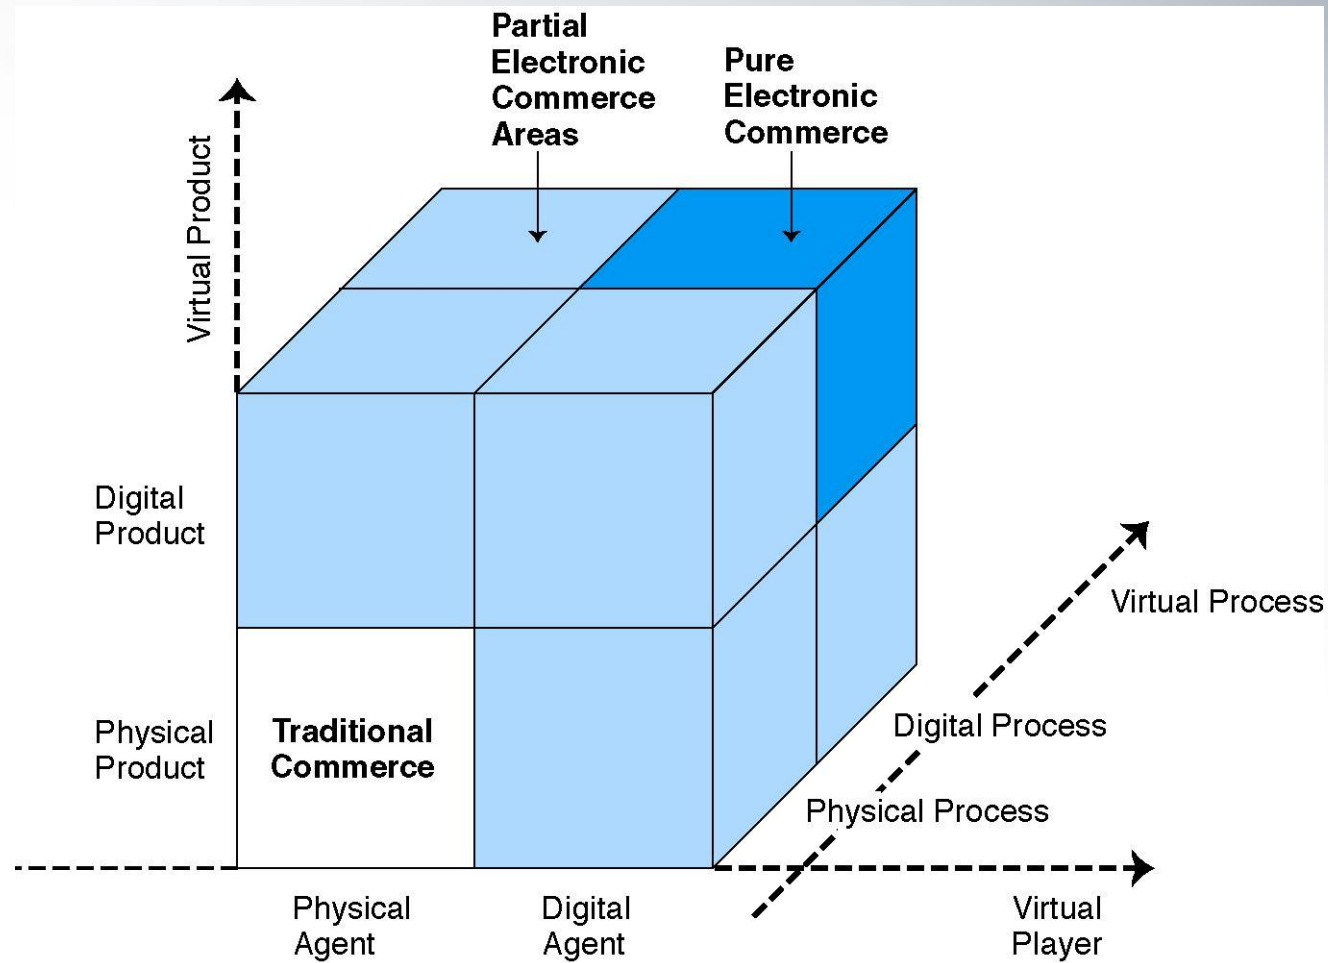 Partial
Electronic
Commerce
Areas
Pure
Electronic
Commerce
Virtual Product
Digital
Product
Virtual Process
Physical
Product
Traditional
Commerce
Digital Process
Physical Process
Physical
Agent
Digital
Agent
Virtual
Player